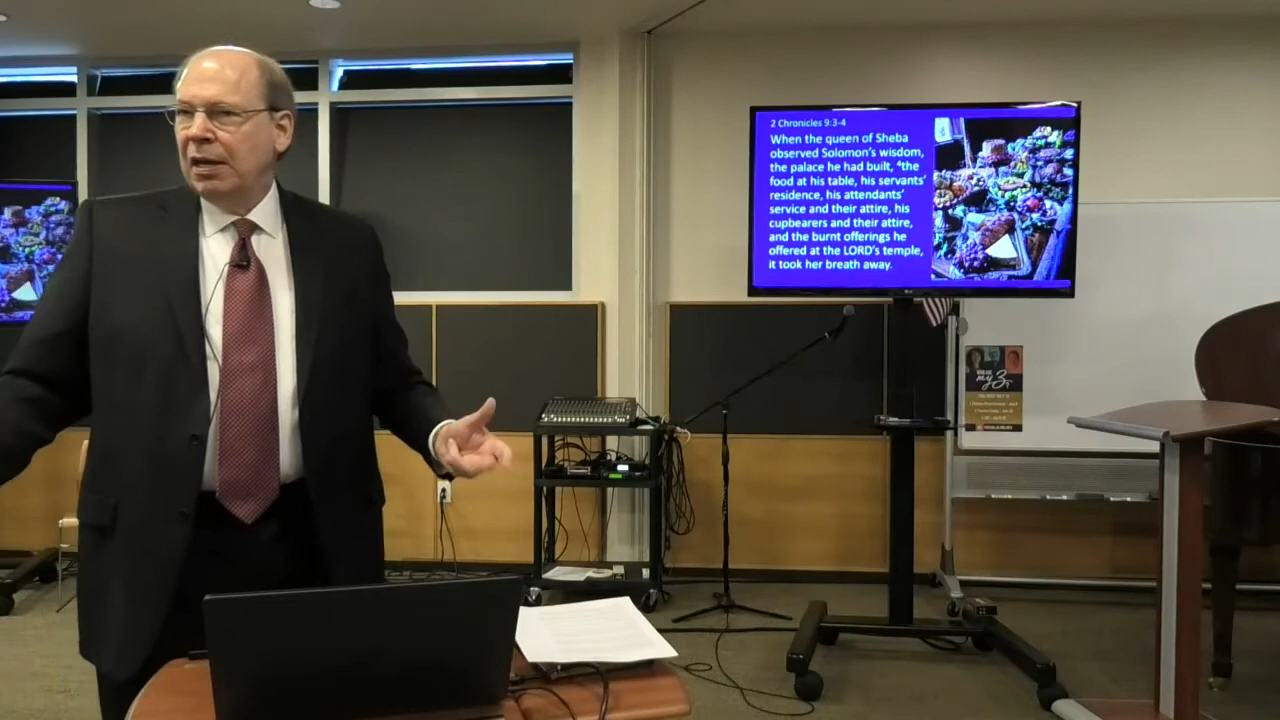 2 Chronicles 9:3-4
When the queen of Sheba
observed Solomon's wisdom,
the palace he had built, ⁴the
food at his table, his servants'
residence, his attendants'
service and their attire, his
cupbearers and their attire,
and the burnt offerings he
offered at the LORD's temple,
it took her breath away.
my 3